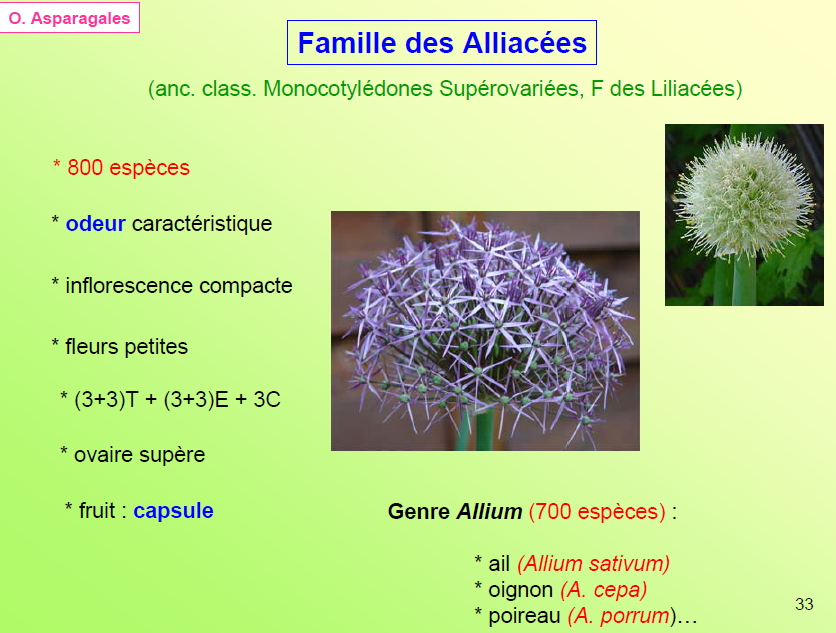 O. Asparagales
Famille des Alliacées
(anc. class. Monocotylédones Supérovariées, F des Liliacées)
* 800 espèces
* odeur caractéristique
* inflorescence compacte
* fleurs petites
* (3+3)T + (3+3)E + 3C
* ovaire supère
* fruit : capsule
Genre Allium (700 espèces) :
* ail (Allium sativum)
* oignon (A. cepa)
* poireau (A. porrum)…
33